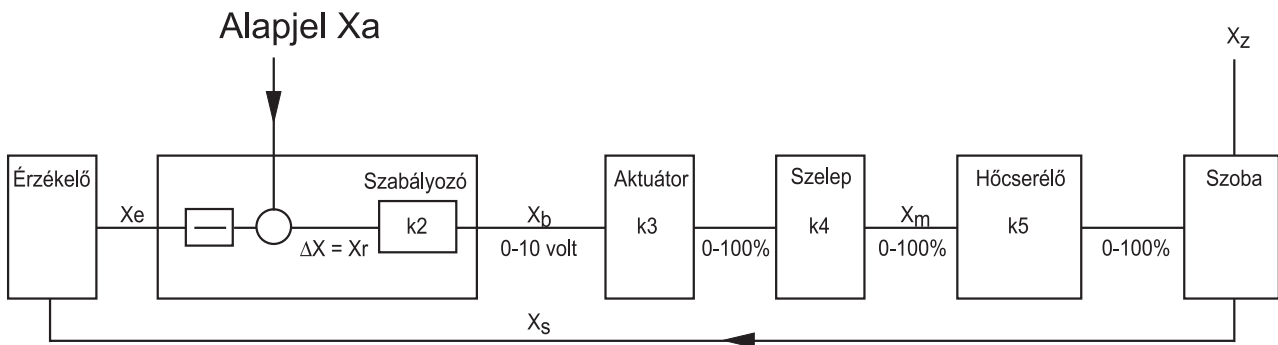 Alapjel Xa
Xz
Érzékelő
Xe
Szabályozó
k2
ΔX = Xr
Xb
0-10 volt
Aktuátor
k3
0-100%
Szelep
k4
Xm
0-100%
Hőcserélő
k5
0-100%
Szoba
Xs